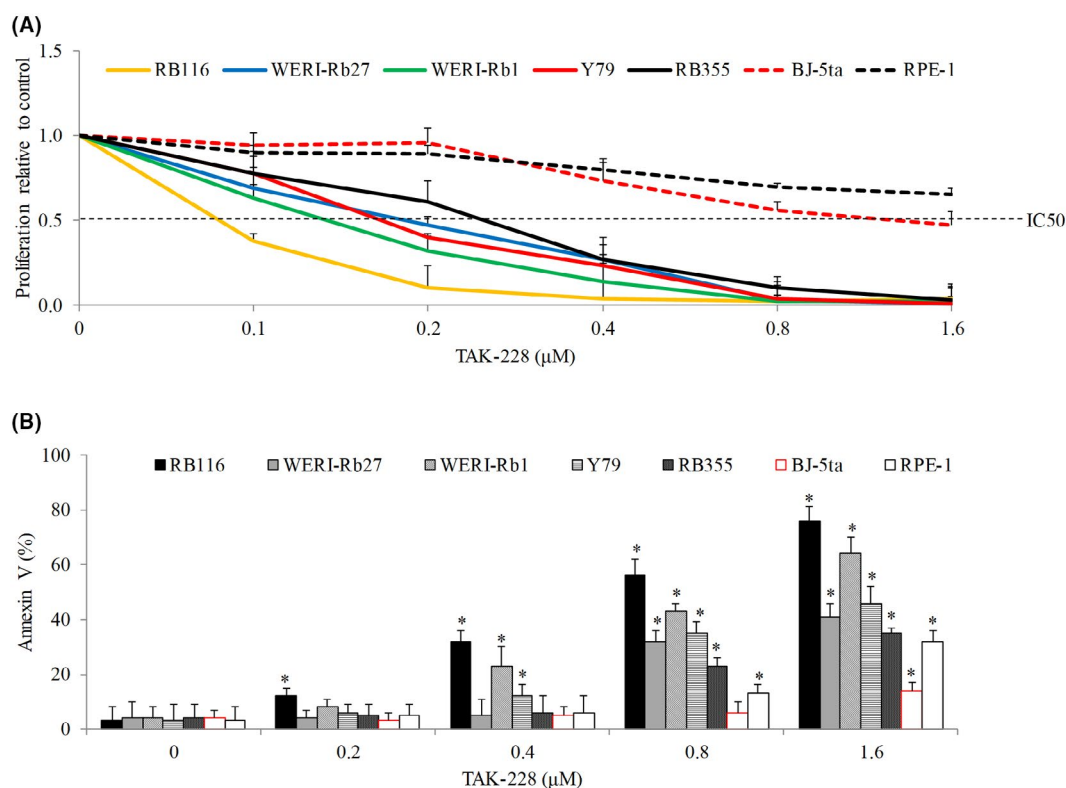 (A)
1.5
RB116 WERI-Rb27 WERI-Rb1 Y79 RB355 BJ-5ta RPE-1
Proliferation relative to control
1.0
0.5
IC50
0.0
0 0.1 0.2 0.4 0.8 1.6
TAK-228 (µM)
(B)
100
RB116 WERI-Rb27 WERI-Rb1 Y79 RB355 BJ-5ta RPE-1
Annexin V (%)
80
60
40
20
0
* * * * * * * * * * * * * * * * *
0 0.2 0.4 0.8 1.6
TAK-228 (µM)